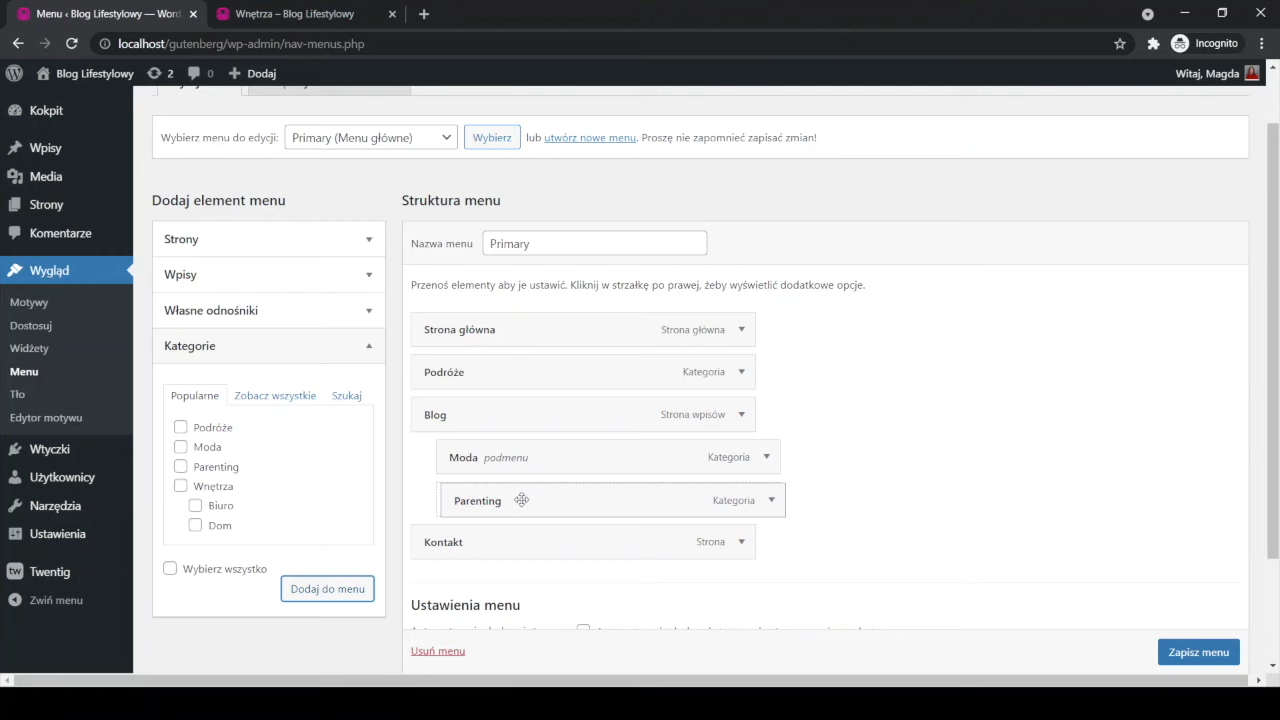 Menu ‹ Blog Lifestylowy — Word
Wnętrza – Blog Lifestylowy
localhost/gutenberg/wp-admin/nav-menus.php
Incognito
Blog Lifestylowy
2
0
Dodaj
Witaj, Magda
Kokpit
Wpisy
Media
Strony
Komentarze
Wygląd
Motywy
Dostosuj
Widżety
Menu
Tło
Edytor motywu
Wtyczki
Użytkownicy
Narzędzia
Ustawienia
tw Twentig
Zwiń menu
Wybierz menu do edycji: Primary (Menu główne) Wybierz lub utwórz nowe menu. Proszę nie zapomnieć zapisać zmian!
Dodaj element menu
Strony
Wpisy
Własne odnośniki
Kategorie
Popularne Zobacz wszystkie Szukaj
Podróże
Moda
Parenting
Wnętrza
Biuro
Dom
Wybierz wszystko
Dodaj do menu
Struktura menu
Nazwa menu Primary
Przenoś elementy aby je ustawić. Kliknij w strzałkę po prawej, żeby wyświetlić dodatkowe opcje.
Strona główna Strona główna
Podróże Kategoria
Blog Strona wpisów
Moda podmenu Kategoria
Parenting Kategoria
Kontakt Strona
Ustawienia menu
Usuń menu
Zapisz menu